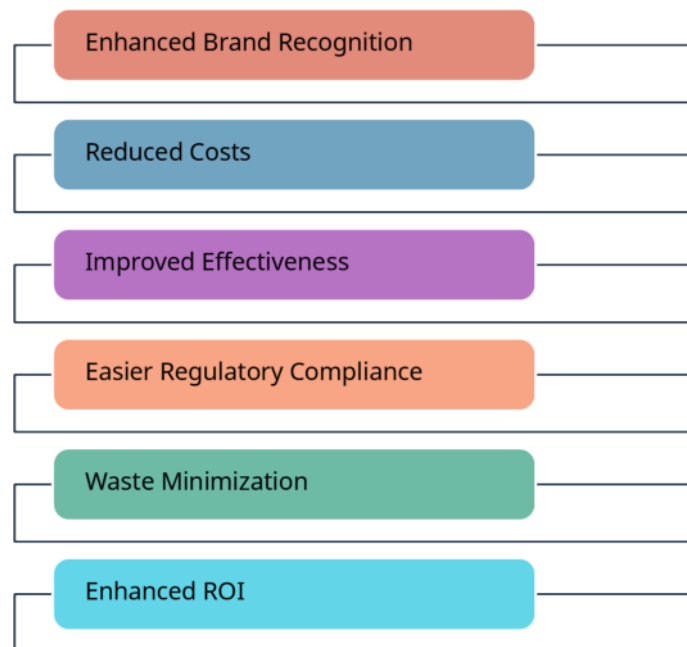 Enhanced Brand Recognition
Reduced Costs
Improved Effectiveness
Easier Regulatory Compliance
Waste Minimization
Enhanced ROI